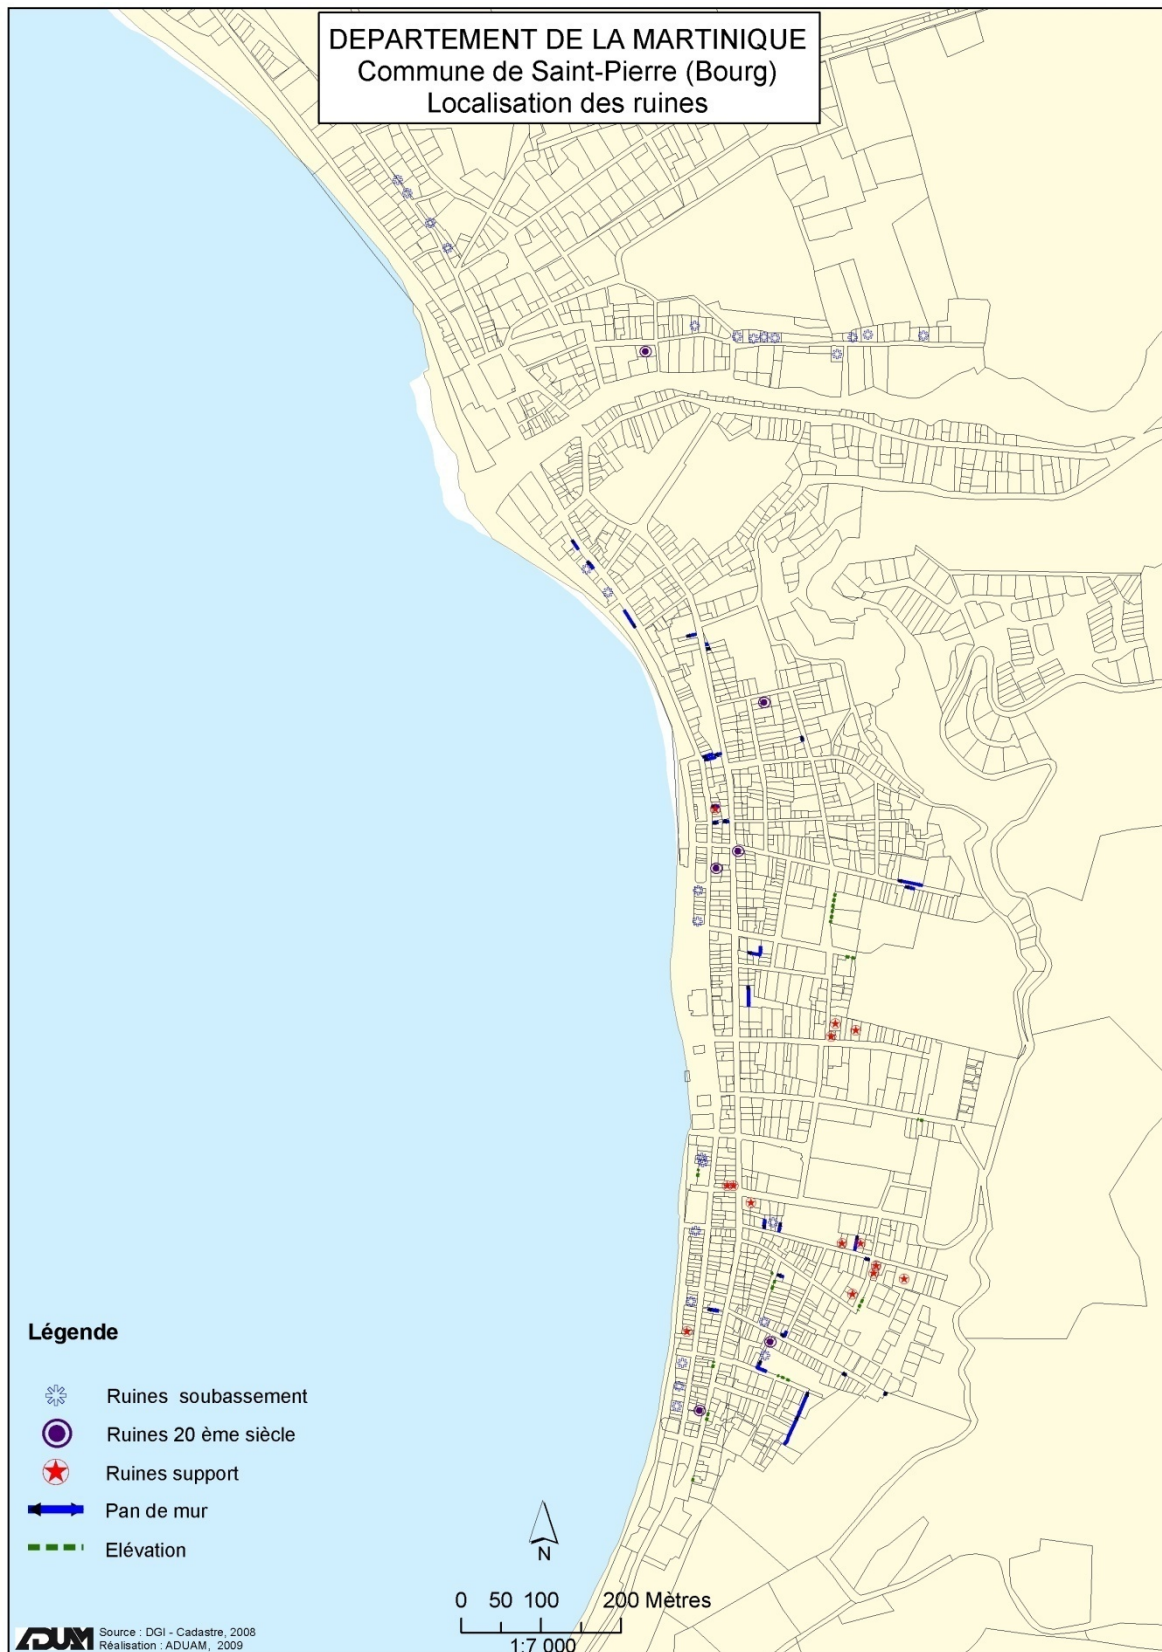 DEPARTEMENT DE LA MARTINIQUE
Commune de Saint-Pierre (Bourg)
Localisation des ruines
Légende
Ruines soubassement
Ruines 20 ème siècle
Ruines support
Pan de mur
Elévation
N
0 50 100 200 Mètres
1:7 000
ADUAM
Source : DGI - Cadastre, 2008
Réalisation : ADUAM, 2009